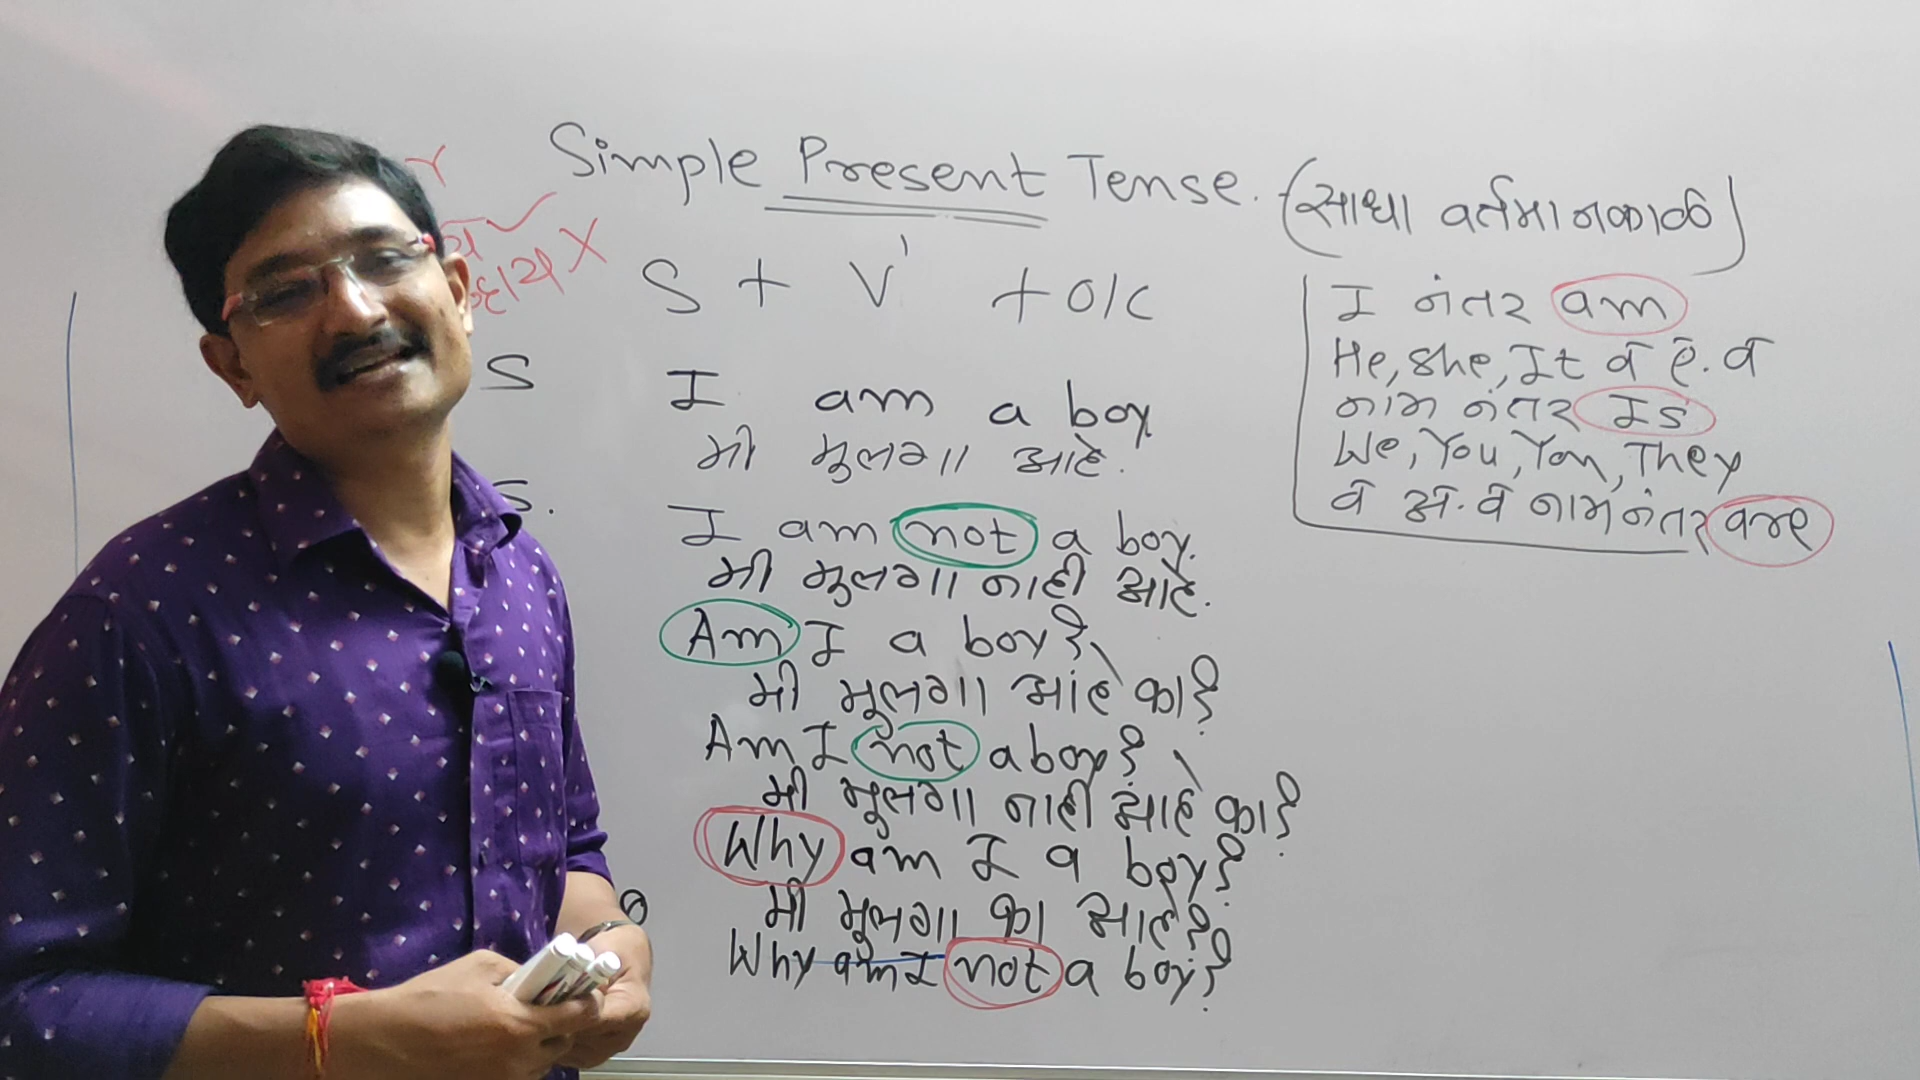 Simple Present Tense. (साधा वर्तमानकाळ)
S + V¹ + O/C
I नंतर am
He, She, It व ए. व
नाम नंतर Is
We, You, You, They
व अ. व नाम नंतर are
S
I am a boy
मी मुलगा आहे.
S.
I am not a boy.
मी मुलगा नाही आहे.
Am I a boy?
मी मुलगा आहे का?
Am I not a boy?
मी मुलगा नाही आहे का?
Why am I a boy?
मी मुलगा का आहे?
Why am I not a boy?